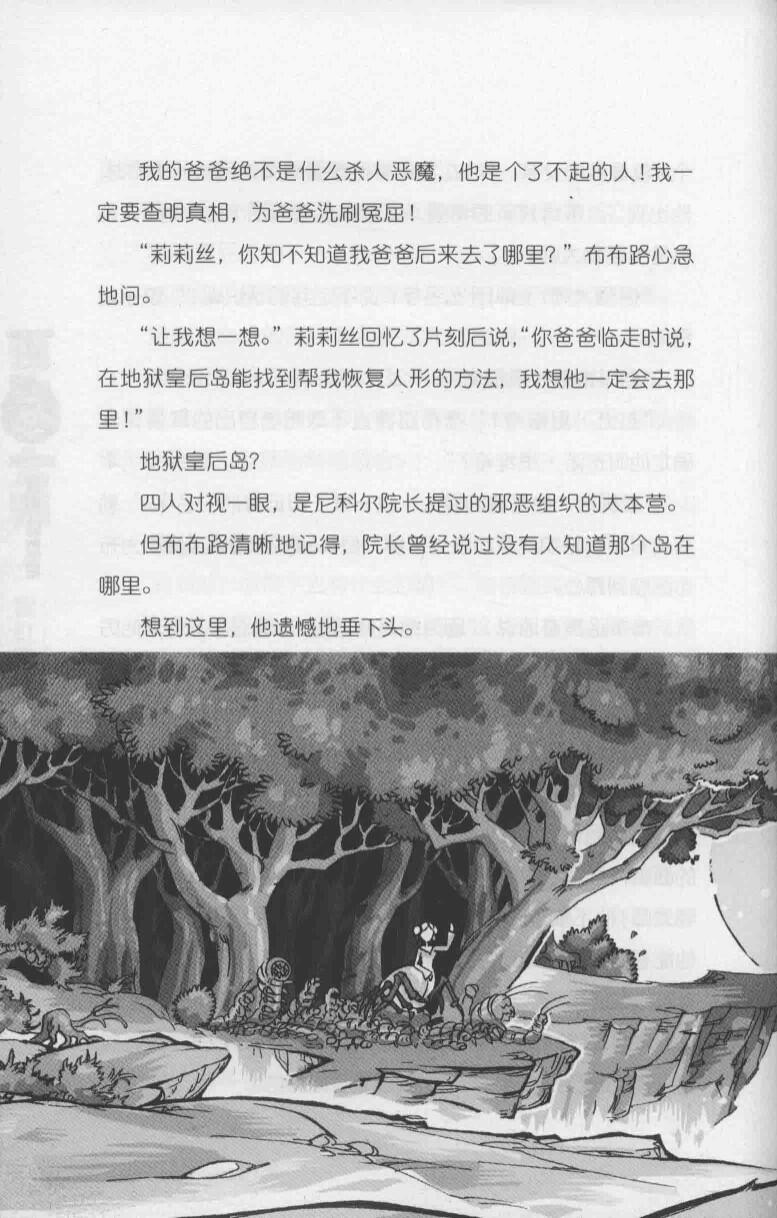 我的爸爸绝不是什么杀人恶魔，他是个了不起的人！我一
定要查明真相，为爸爸洗刷冤屈！
“莉莉丝，你知不知道我爸爸后来去了哪里？”布布路心急
地问。
“让我想一想。”莉莉丝回忆了片刻后说，“你爸爸临走时说，
在地狱皇后岛能找到帮我恢复人形的方法，我想他一定会去那
里！”
地狱皇后岛？
四人对视一眼，是尼科尔院长提过的邪恶组织的大本营。
但布布路清晰地记得，院长曾经说过没有人知道那个岛在
哪里。
想到这里，他遗憾地垂下头。